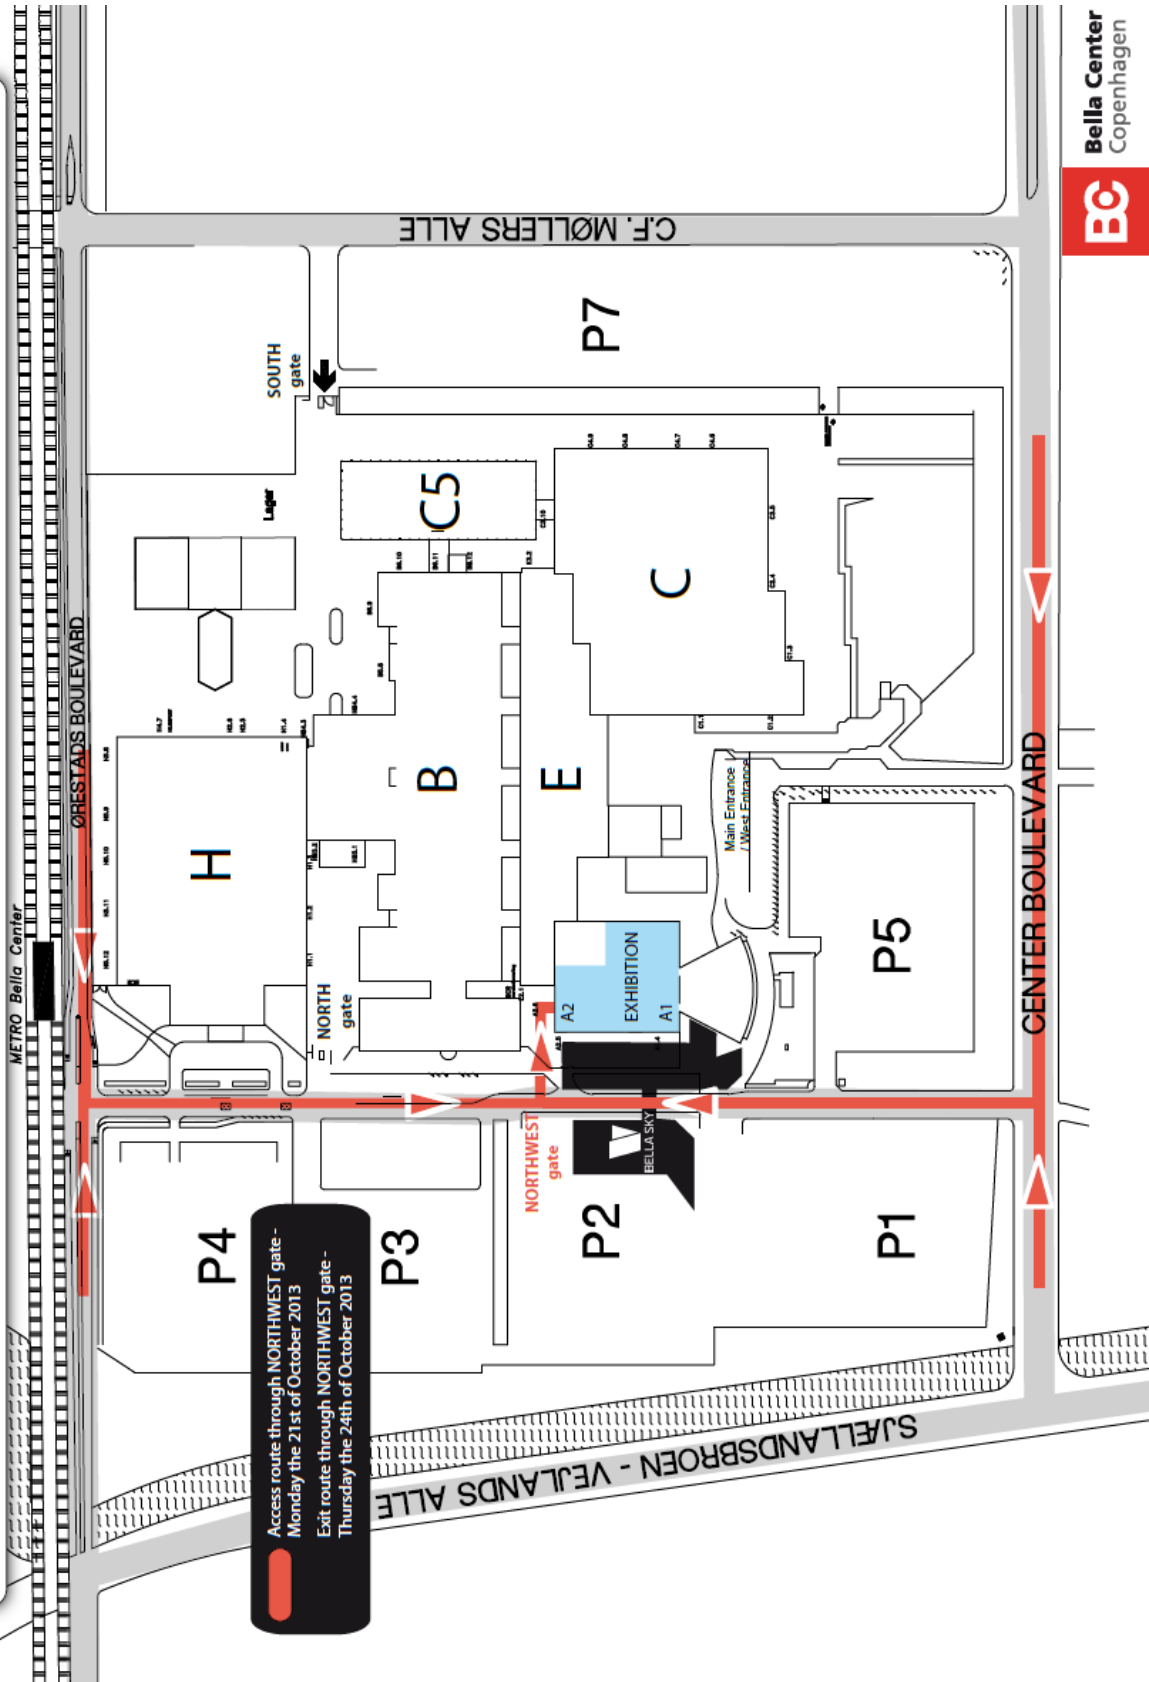 Bella Center
Copenhagen
BC
METRO Bella Center
ØRESTADS BOULEVARD
C.F. MØLLERS ALLE
CENTER BOULEVARD
SJÆLLANDSBROEN - VEJLANDS ALLE
SOUTH
gate
P7
Lager
C5
C
H
B
E
Main Entrance
/ West Entrance
P5
NORTH
gate
A2
EXHIBITION
A1
NORTHWEST
gate
BELLA SKY
P4
P3
P2
P1
Access route through NORTHWEST gate -
Monday the 21st of October 2013
Exit route through NORTHWEST gate -
Thursday the 24th of October 2013